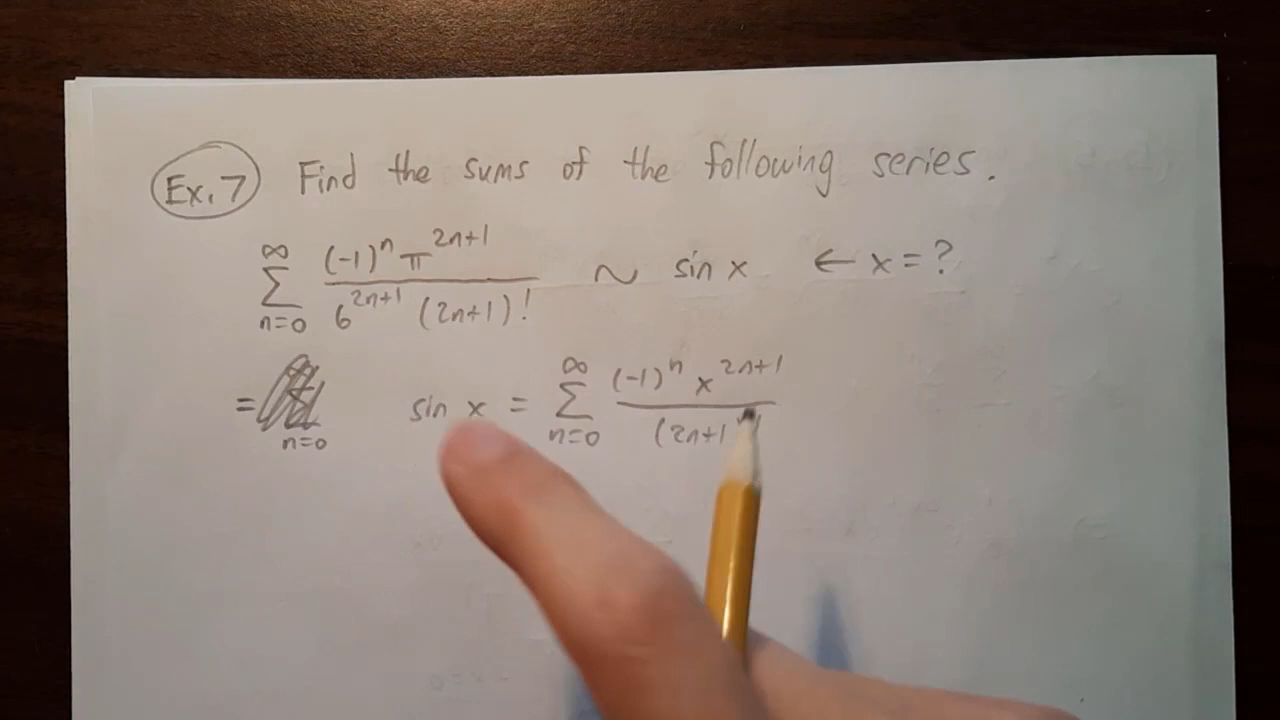 Ex. 7 Find the sums of the following series.
∞ ∑ n=0 (-1)^n π^{2n+1} / 6^{2n+1} (2n+1)! ~ sin x ← x = ?
= n=0 sin x = ∞ ∑ n=0 (-1)^n x^{2n+1} / (2n+1